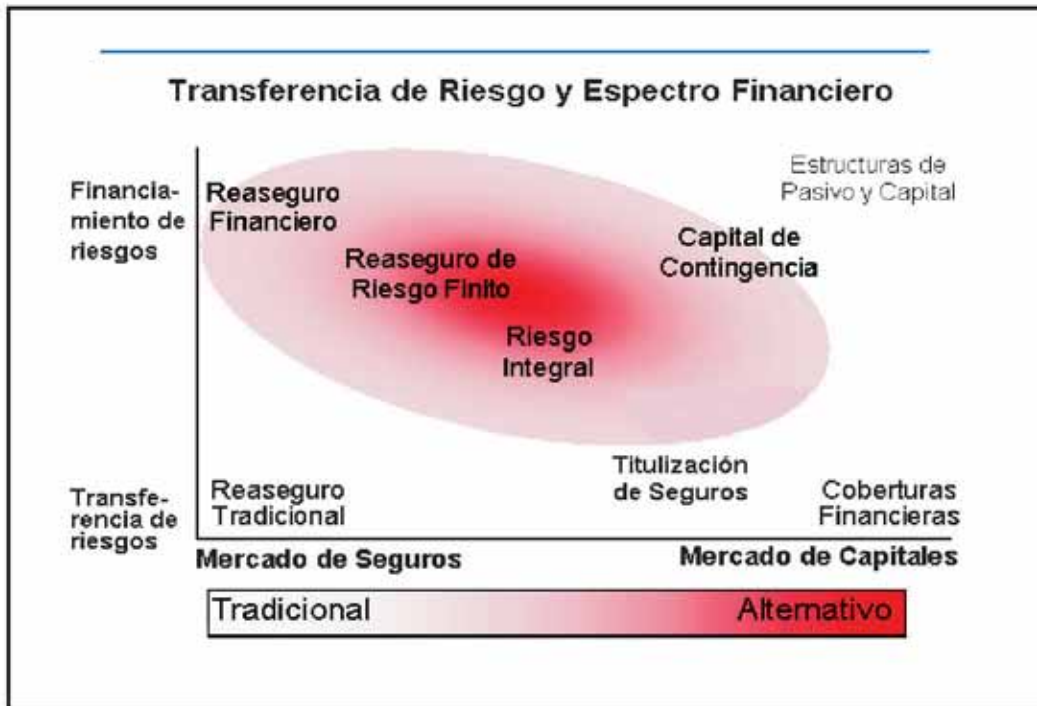 Transferencia de Riesgo y Espectro Financiero
Financia-
miento de
riesgos
Reaseguro
Financiero
Reaseguro de
Riesgo Finito
Riesgo
Integral
Capital de
Contingencia
Estructuras de
Pasivo y Capital
Transfe-
rencia de
riesgos
Reaseguro
Tradicional
Titulización
de Seguros
Coberturas
Financieras
Mercado de Seguros
Mercado de Capitales
Tradicional
Alternativo